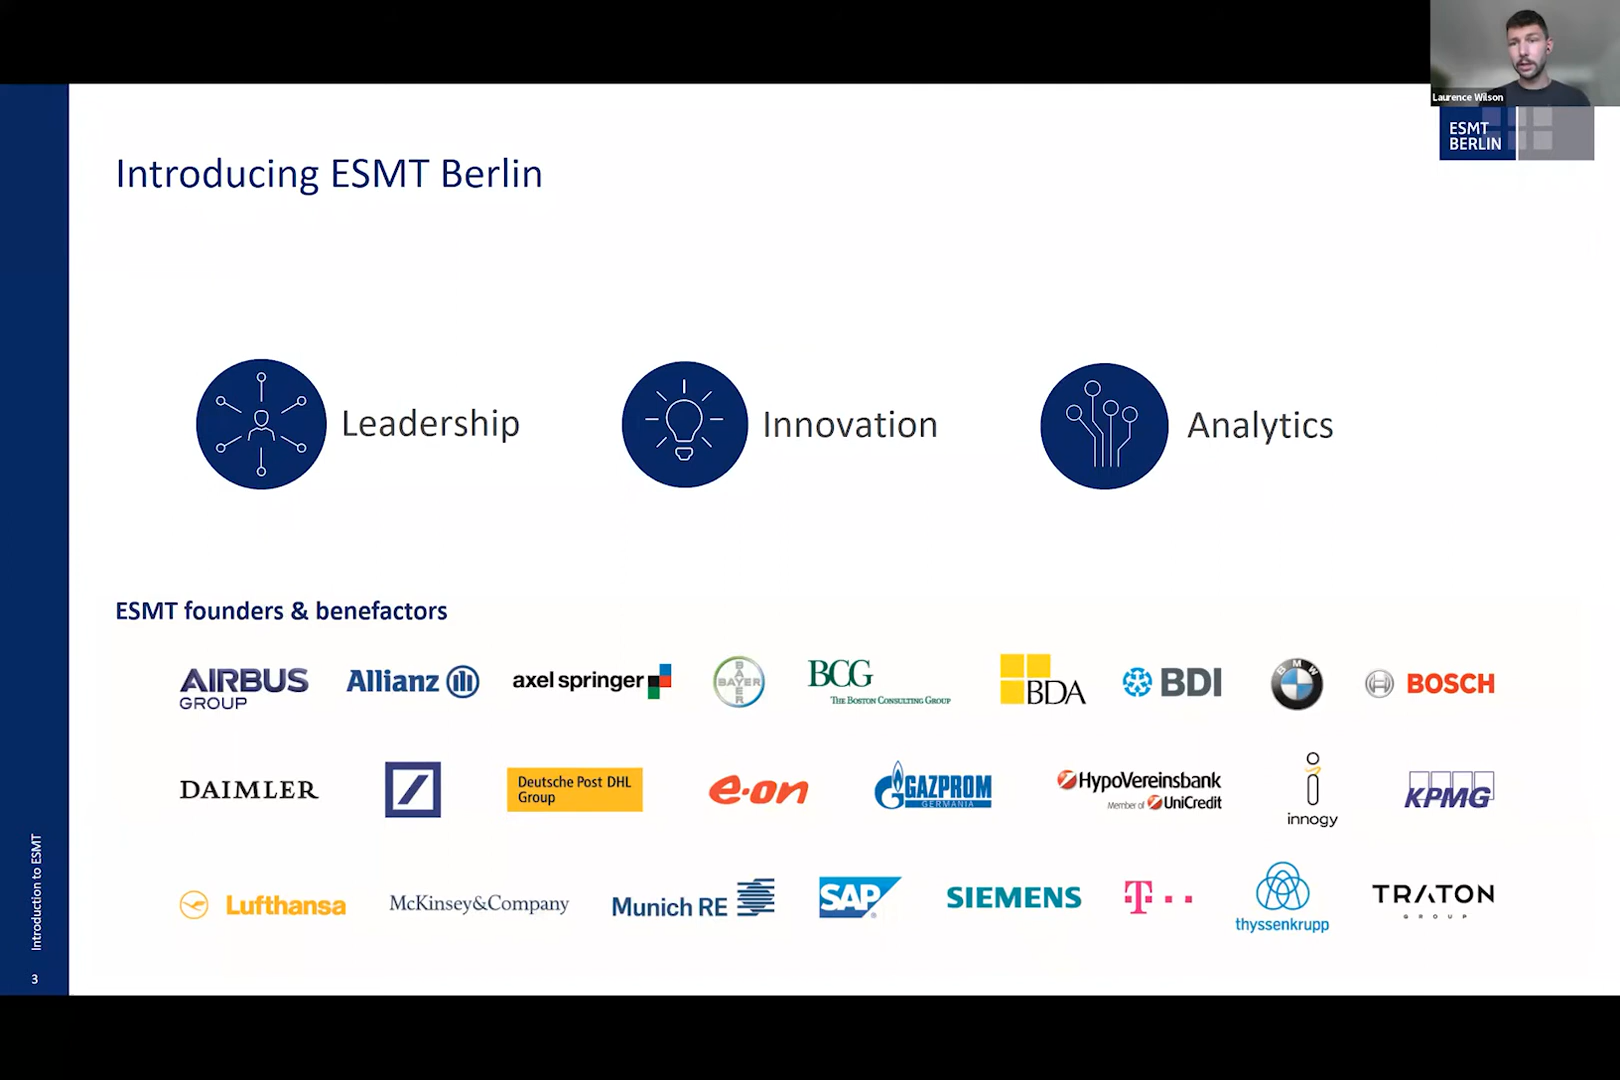 Laurence Wilson
ESMT
BERLIN
Introducing ESMT Berlin
Leadership
Innovation
Analytics
ESMT founders & benefactors
AIRBUS
GROUP
Allianz
axel springer
BAYER
BAYER
BCG
THE BOSTON CONSULTING GROUP
BDA
BDI
BMW
BOSCH
DAIMLER
Deutsche Post DHL
Group
e·on
GAZPROM
GERMANIA
HypoVereinsbank
Member of UniCredit
innogy
KPMG
Lufthansa
McKinsey&Company
Munich RE
SAP
SIEMENS
T
thyssenkrupp
TRATON
GROUP
Introduction to ESMT
3